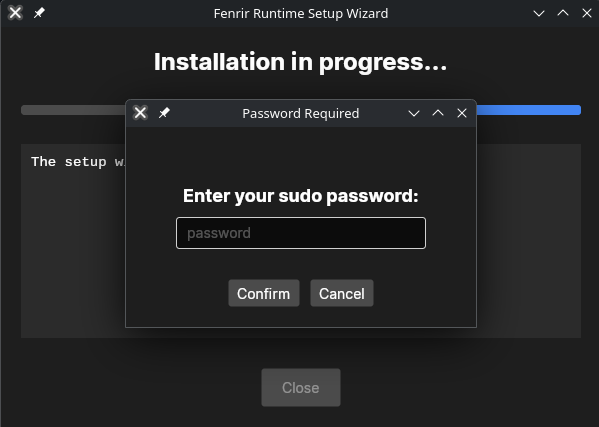 Fenrir Runtime Setup Wizard
Installation in progress...
Password Required
The setup
Enter your sudo password:
password
Confirm
Cancel
Close